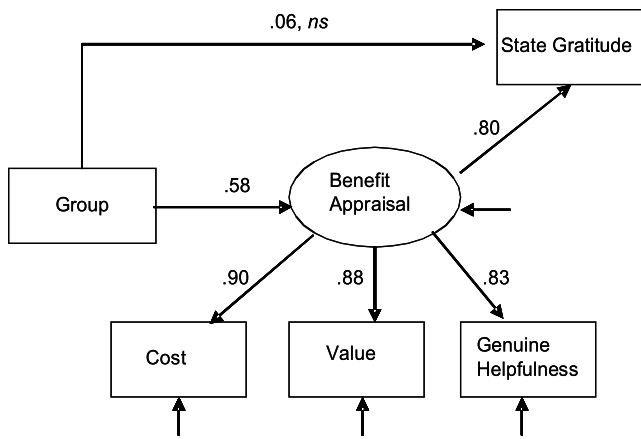 .06, ns
State Gratitude
.80
Benefit
Appraisal
.58
Group
.90
.88
.83
Cost
Value
Genuine
Helpfulness